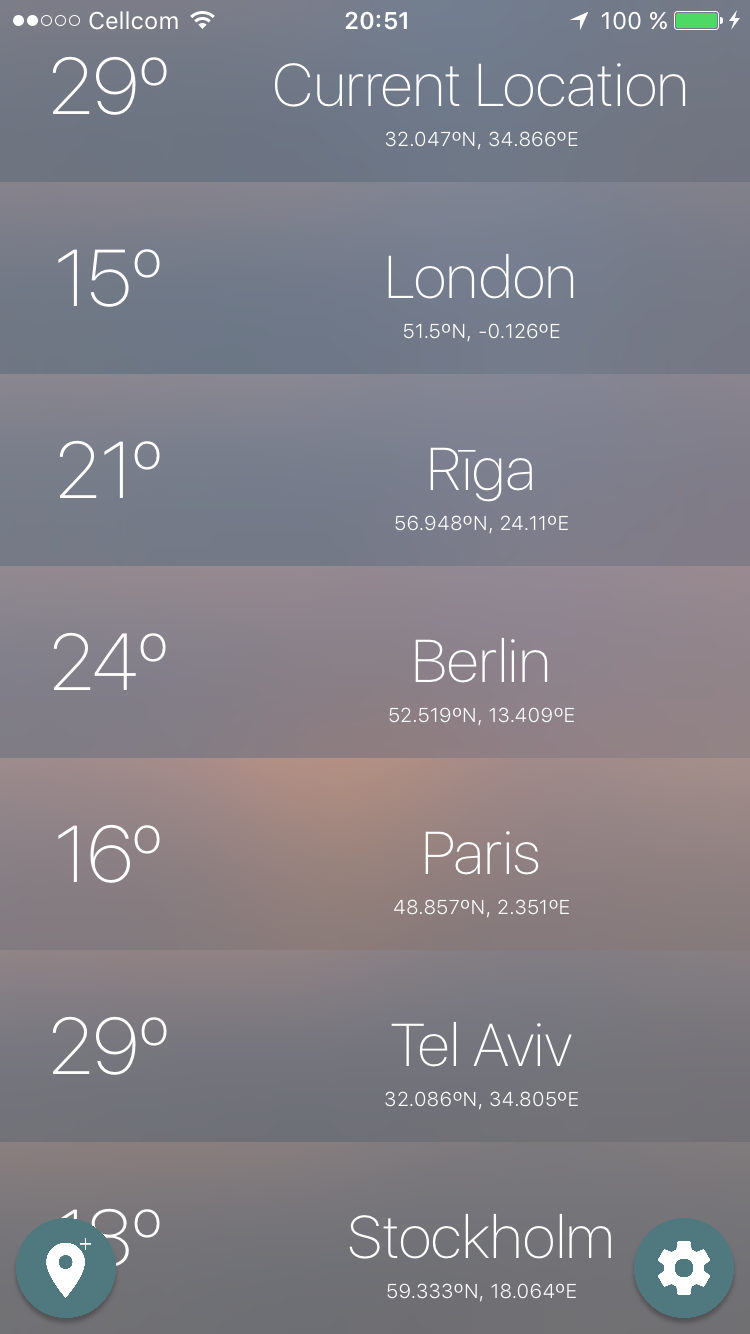 Cellcom 20:51 100 %
29º Current Location
32.047ºN, 34.866ºE
15º London
51.5ºN, -0.126ºE
21º Rīga
56.948ºN, 24.11ºE
24º Berlin
52.519ºN, 13.409ºE
16º Paris
48.857ºN, 2.351ºE
29º Tel Aviv
32.086ºN, 34.805ºE
18º Stockholm
59.333ºN, 18.064ºE